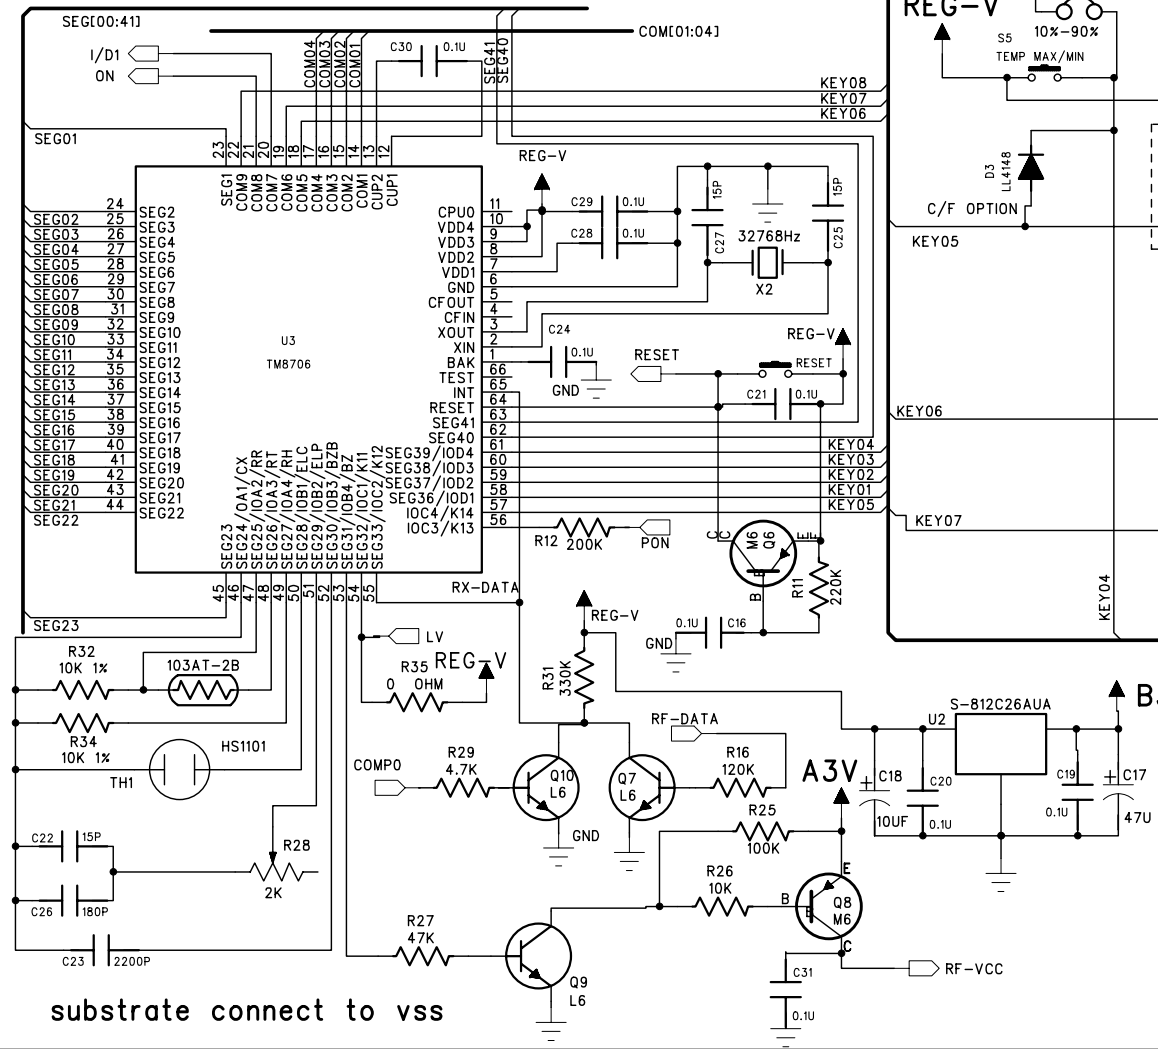 SEG[00:41]
COM[01:04]
I/D1
ON
COM04
COM03
COM02
COM01
C30
0.1U
SEG41
SEG40
KEY08
KEY07
KEY06
REG-V
10%-90%
S5
TEMP MAX/MIN
D3
LL4148
C/F OPTION
KEY05
SEG01
23
22
21
20
19
18
17
16
15
14
13
12
SEG1
COM9
COM8
COM7
COM6
COM5
COM4
COM3
COM2
COM1
CUP2
CUP1
REG-V
C29
0.1U
C28
0.1U
15P
C27
15P
C25
32768Hz
X2
24 SEG2
SEG02 25 SEG3
SEG03 26 SEG4
SEG04 27 SEG5
SEG05 28 SEG6
SEG06 29 SEG7
SEG07 30 SEG8
SEG08 31 SEG9
SEG09 32 SEG10
SEG10 33 SEG11
SEG11 34 SEG12
SEG12 35 SEG13
SEG13 36 SEG14
SEG14 37 SEG15
SEG15 38 SEG16
SEG16 39 SEG17
SEG17 40 SEG18
SEG18 41 SEG19
SEG19 42 SEG20
SEG20 43 SEG21
SEG21 44 SEG22
SEG22
U3
TM8706
CPU0 11
VDD4 10
VDD3 9
VDD2 8
VDD1 7
GND 6
CFOUT 5
CFIN 4
XOUT 3
XIN 2
BAK 1
TEST 66
INT 65
RESET 64
SEG41 63
SEG40 62
SEG39/IOD4 61
SEG38/IOD3 60
SEG37/IOD2 59
SEG36/IOD1 58
IOC4/K14 57
IOC3/K13 56
C24
0.1U
GND
RESET
REG-V
RESET
C21
0.1U
KEY04
KEY03
KEY02
KEY01
KEY05
KEY06
KEY07
KEY04
SEG23
SEG24/OA1/CX
SEG25/IOA2/RR
SEG26/IOA3/RT
SEG27/IOA4/RH
SEG28/IOB1/ELC
SEG29/IOB2/ELP
SEG30/IOB3/BZB
SEG31/IOB4/BZ
SEG32/IOC1/K11
SEG33/IOC2/K12
45
46
47
48
49
50
51
52
53
54
55
SEG23
R12
200K
PON
C
C
M6
Q6
E
E
B
B
R11
220K
0.1U
C16
GND
RX-DATA
LV
R35
0 OHM
REG-V
REG-V
R31
330K
R32
10K 1%
103AT-2B
R34
10K 1%
HS1101
TH1
C22
15P
C26
180P
R28
2K
C23
2200P
COMP0
R29
4.7K
Q10
L6
GND
Q7
L6
RF-DATA
R16
120K
R25
100K
R26
10K
A3V
E
B
B
Q8
M6
C
R27
47K
Q9
L6
C31
0.1U
RF-VCC
U2
S-812C26AUA
C18
10UF
C20
0.1U
C19
0.1U
C17
47U
substrate connect to vss